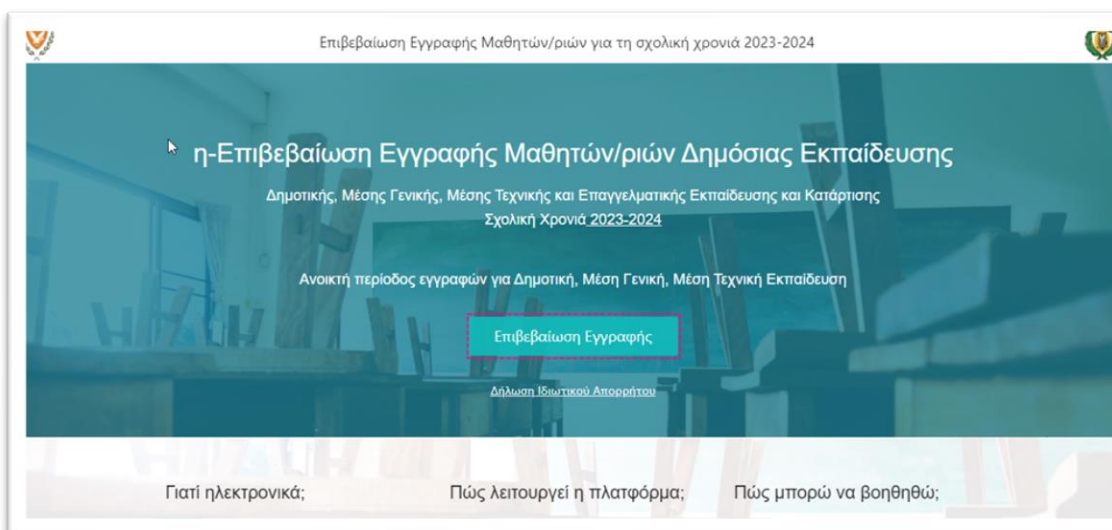 Επιβεβαίωση Εγγραφής Μαθητών/ριών για τη σχολική χρονιά 2023-2024
η-Επιβεβαίωση Εγγραφής Μαθητών/ριών Δημόσιας Εκπαίδευσης
Δημοτικής, Μέσης Γενικής, Μέσης Τεχνικής και Επαγγελματικής Εκπαίδευσης και Κατάρτισης
Σχολική Χρονιά 2023-2024
Ανοικτή περίοδος εγγραφών για Δημοτική, Μέση Γενική, Μέση Τεχνική Εκπαίδευση
Επιβεβαίωση Εγγραφής
Δήλωση Ιδιωτικού Απορρήτου
Γιατί ηλεκτρονικά; Πώς λειτουργεί η πλατφόρμα; Πώς μπορώ να βοηθηθώ;